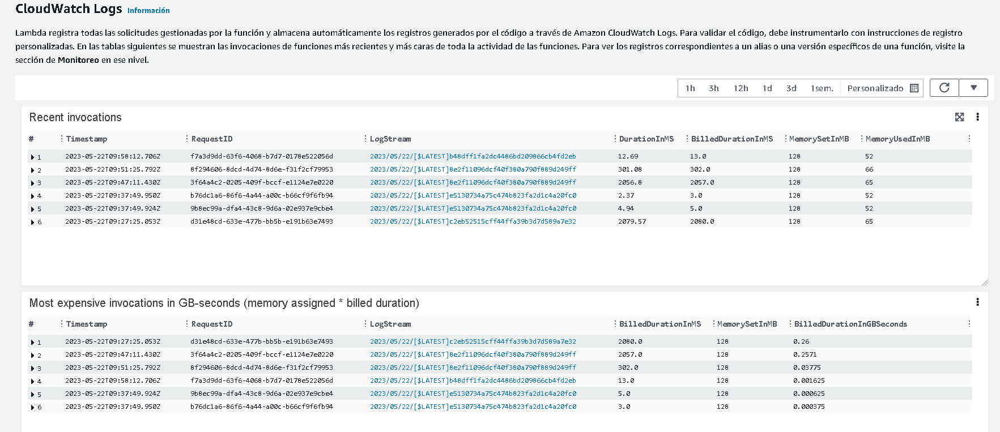 CloudWatch Logs Información
Lambda registra todas las solicitudes gestionadas por la función y almacena automáticamente los registros generados por el código a través de Amazon CloudWatch Logs. Para validar el código, debe instrumentarlo con instrucciones de registro
personalizadas. En las tablas siguientes se muestran las invocaciones de funciones más recientes y más caras de toda la actividad de las funciones. Para ver los registros correspondientes a un alias o una versión específicos de una función, visite la
sección de Monitoreo en ese nivel.
1h 3h 12h 1d 3d 1sem. Personalizado
Recent invocations
# Timestamp RequestID LogStream DurationInMS BilledDurationInMS MemorySetInMB MemoryUsedInMB
1 2023-05-22T09:58:12.706Z f7a3d9dd-63f6-4068-b7d7-0178e522056d 2023/05/22/[$LATEST]b48dff1fa2dc4486bd209866cb4fd2eb 12.69 13.0 128 52
2 2023-05-22T09:51:25.792Z 8f294606-8dcd-4d74-8d6e-f31f2cf79953 2023/05/22/[$LATEST]8e2f11096dcf40f380a790f889d249ff 301.08 302.0 128 66
3 2023-05-22T09:47:11.430Z 3f64a4c2-0205-409f-bccf-e1124e7e0220 2023/05/22/[$LATEST]8e2f11096dcf40f380a790f889d249ff 2056.8 2057.0 128 65
4 2023-05-22T09:37:49.950Z b76dc1a6-86f6-4a44-a00c-b66cf9f6fb94 2023/05/22/[$LATEST]e5130734a75c474b823fa2d1c4a20fc0 2.37 3.0 128 52
5 2023-05-22T09:37:49.924Z 9b8ec99a-dfa4-43c8-9d6a-02e937e9cbe4 2023/05/22/[$LATEST]e5130734a75c474b823fa2d1c4a20fc0 4.94 5.0 128 52
6 2023-05-22T09:27:25.053Z d31e48cd-633e-477b-bb5b-e191b63e7493 2023/05/22/[$LATEST]c2eb52515cff44ffa39b3d7d589a7e32 2079.57 2080.0 128 65
Most expensive invocations in GB-seconds (memory assigned * billed duration)
# Timestamp RequestID LogStream BilledDurationInMS MemorySetInMB BilledDurationInGBSeconds
1 2023-05-22T09:27:25.053Z d31e48cd-633e-477b-bb5b-e191b63e7493 2023/05/22/[$LATEST]c2eb52515cff44ffa39b3d7d589a7e32 2080.0 128 0.26
2 2023-05-22T09:47:11.430Z 3f64a4c2-0205-409f-bccf-e1124e7e0220 2023/05/22/[$LATEST]8e2f11096dcf40f380a790f889d249ff 2057.0 128 0.2571
3 2023-05-22T09:51:25.792Z 8f294606-8dcd-4d74-8d6e-f31f2cf79953 2023/05/22/[$LATEST]8e2f11096dcf40f380a790f889d249ff 302.0 128 0.03775
4 2023-05-22T09:58:12.706Z f7a3d9dd-63f6-4068-b7d7-0178e522056d 2023/05/22/[$LATEST]b48dff1fa2dc4486bd209866cb4fd2eb 13.0 128 0.001625
5 2023-05-22T09:37:49.924Z 9b8ec99a-dfa4-43c8-9d6a-02e937e9cbe4 2023/05/22/[$LATEST]e5130734a75c474b823fa2d1c4a20fc0 5.0 128 0.000625
6 2023-05-22T09:37:49.950Z b76dc1a6-86f6-4a44-a00c-b66cf9f6fb94 2023/05/22/[$LATEST]e5130734a75c474b823fa2d1c4a20fc0 3.0 128 0.000375